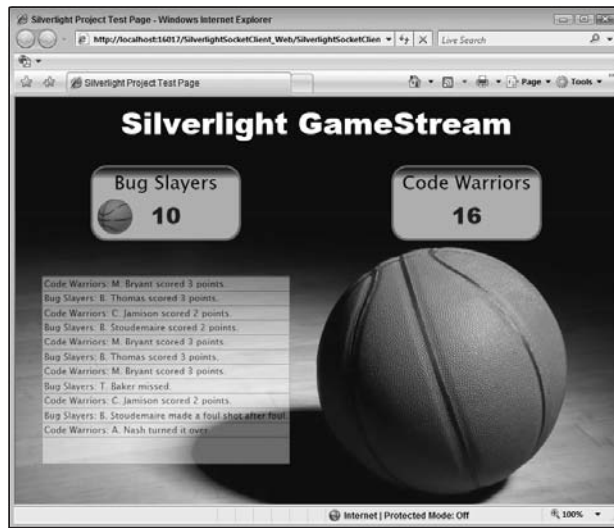 Silverlight Project Test Page - Windows Internet Explorer
http://localhost:16017/SilverlightSocketClient_Web/SilverlightSocketClien
Live Search
Silverlight Project Test Page
Page
Tools
Silverlight GameStream
Bug Slayers
10
Code Warriors
16
Code Warriors: M. Bryant scored 3 points.
Bug Slayers: B. Thomas scored 3 points.
Code Warriors: C. Jamison scored 2 points.
Bug Slayers: B. Stoudemaire scored 2 points.
Code Warriors: M. Bryant scored 3 points.
Bug Slayers: B. Thomas scored 3 points.
Code Warriors: M. Bryant scored 3 points.
Bug Slayers: T. Baker missed.
Code Warriors: C. Jamison scored 2 points.
Bug Slayers: B. Stoudemaire made a foul shot after foul
Code Warriors: A. Nash turned it over
Internet | Protected Mode: Off
100%